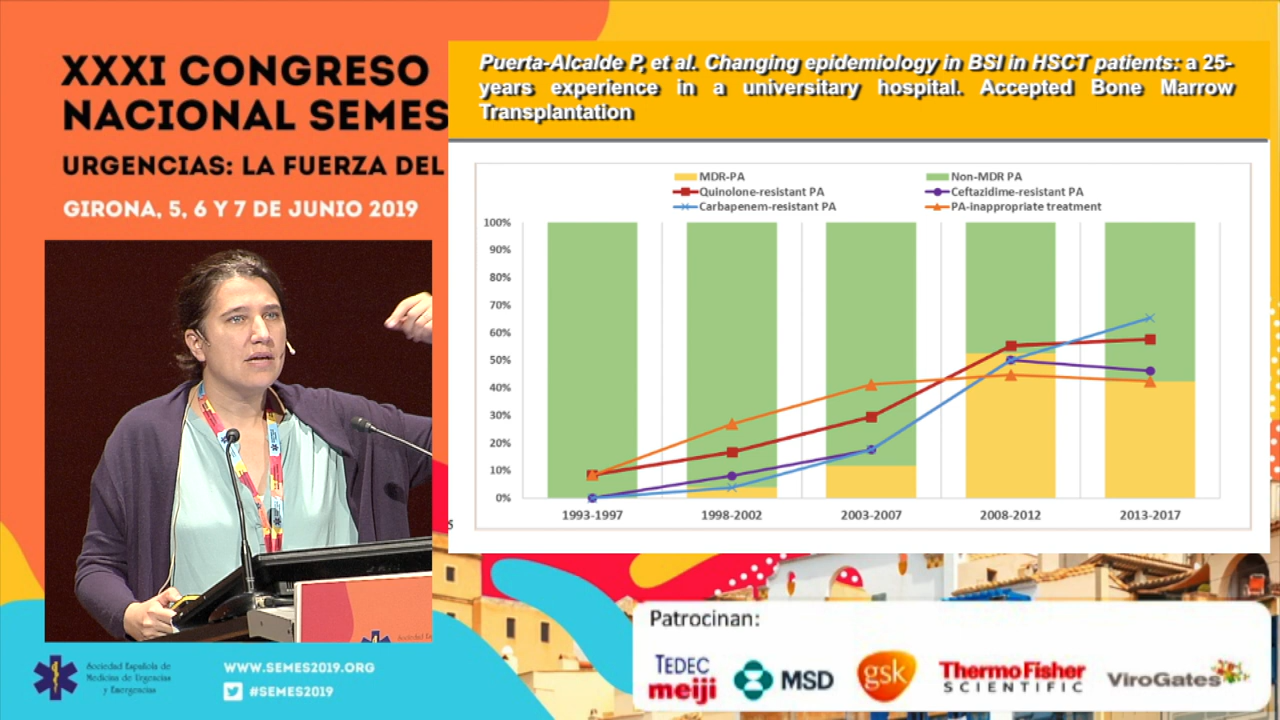 XXXI CONGRESO
NACIONAL SEMES
URGENCIAS: LA FUERZA DEL
GIRONA, 5, 6 Y 7 DE JUNIO 2019
Puerta-Alcalde P, et al. Changing epidemiology in BSI in HSCT patients: a 25-
years experience in a universitary hospital. Accepted Bone Marrow
Transplantation
MDR-PA
Non-MDR PA
Quinolone-resistant PA
Ceftazidime-resistant PA
Carbapenem-resistant PA
PA-inappropriate treatment
100%
90%
80%
70%
60%
50%
40%
30%
20%
10%
0%
1993-1997
1998-2002
2003-2007
2008-2012
2013-2017
s
Patrocinan:
TEDEC
meiji
MSD
gsk
ThermoFisher
SCIENTIFIC
ViroGates
Sociedad Española de
Medicina de Urgencias
y Emergencias
WWW.SEMES2019.ORG
#SEMES2019